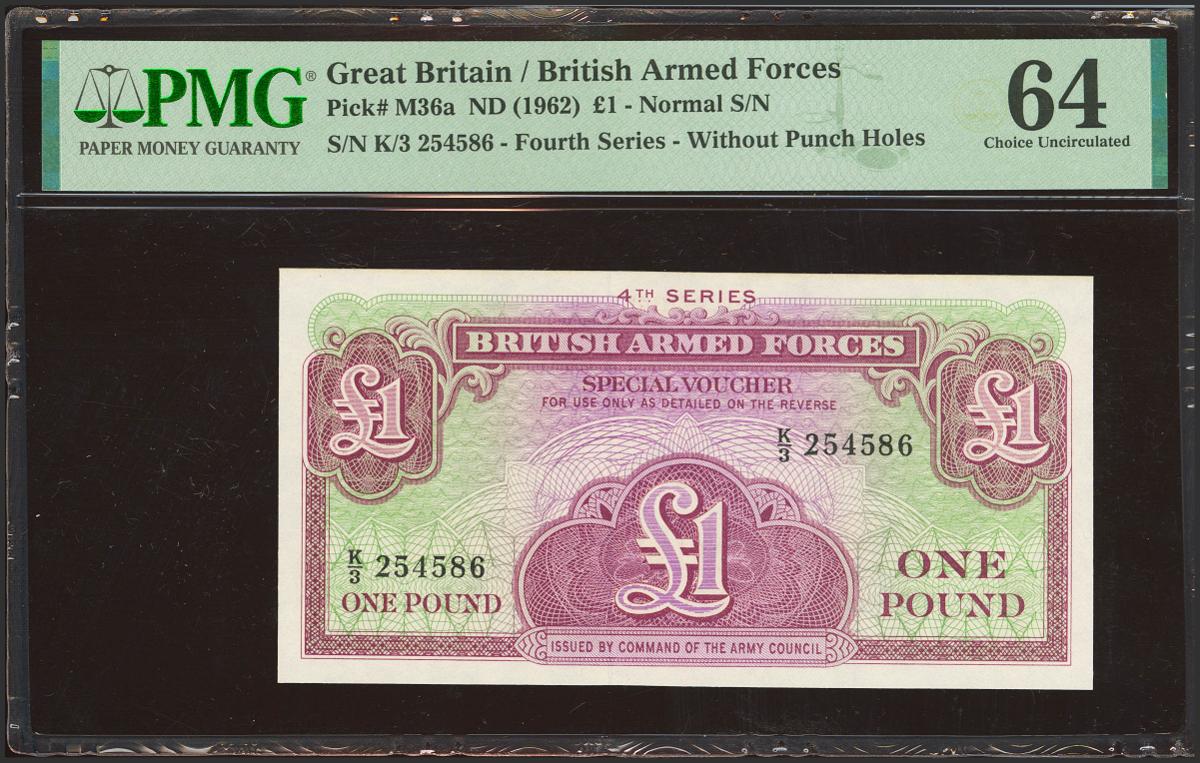 PMG®
PAPER MONEY GUARANTY
Great Britain / British Armed Forces
Pick# M36a ND (1962) £1 - Normal S/N
S/N K/3 254586 - Fourth Series - Without Punch Holes
64
Choice Uncirculated
4TH SERIES
BRITISH ARMED FORCES
£1
£1
SPECIAL VOUCHER
FOR USE ONLY AS DETAILED ON THE REVERSE
K/3 254586
£1
K/3 254586
ONE POUND
ONE
POUND
ISSUED BY COMMAND OF THE ARMY COUNCIL